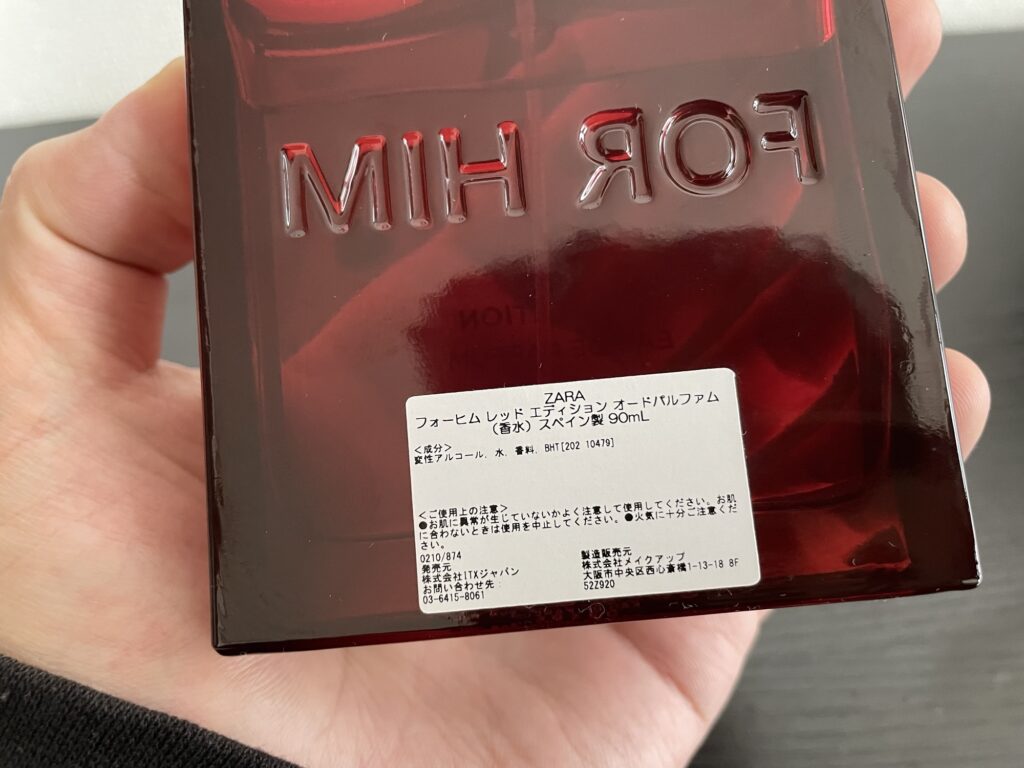 FOR HIM
ZARA
フォーヒム レッド エディション オードパルファム
(香水) スペイン製 90mL
<成分>
変性アルコール、水、香料、BHT[202 10479]
<ご使用上の注意>
●お肌に異常が生じていないかよく注意して使用してください。お肌
に合わないときは使用を中止してください。●火気に十分ご注意くだ
さい。
0210/874
発売元
株式会社ITXジャパン
お問い合わせ先:
03-6415-8061
製造販売元
株式会社メイクアップ
大阪市中央区西心斎橋1-13-18 8F
52Z920